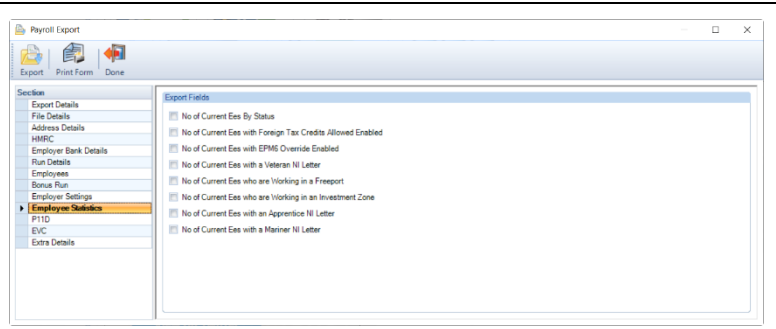 Payroll Export
Export Print Form Done
Section
Export Details
File Details
Address Details
HMRC
Employer Bank Details
Run Details
Employees
Bonus Run
Employer Settings
Employee Statistics
P11D
EVC
Extra Details
Export Fields
No of Current Ees By Status
No of Current Ees with Foreign Tax Credits Allowed Enabled
No of Current Ees with EPM6 Override Enabled
No of Current Ees with a Veteran NI Letter
No of Current Ees who are Working in a Freeport
No of Current Ees who are Working in an Investment Zone
No of Current Ees with an Apprentice NI Letter
No of Current Ees with a Mariner NI Letter